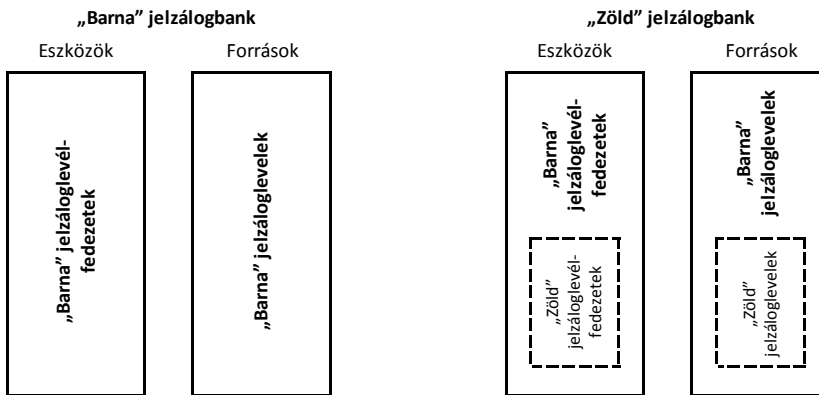 „Barna” jelzálogbank
Eszközök
Források
„Barna” jelzáloglevél-
fedezetek
„Barna” jelzáloglevelek
„Zöld” jelzálogbank
Eszközök
Források
„Barna”
jelzáloglevél-
fedezetek
„Zöld”
jelzáloglevél-
fedezetek
„Barna”
jelzáloglevelek
„Zöld”
jelzáloglevelek